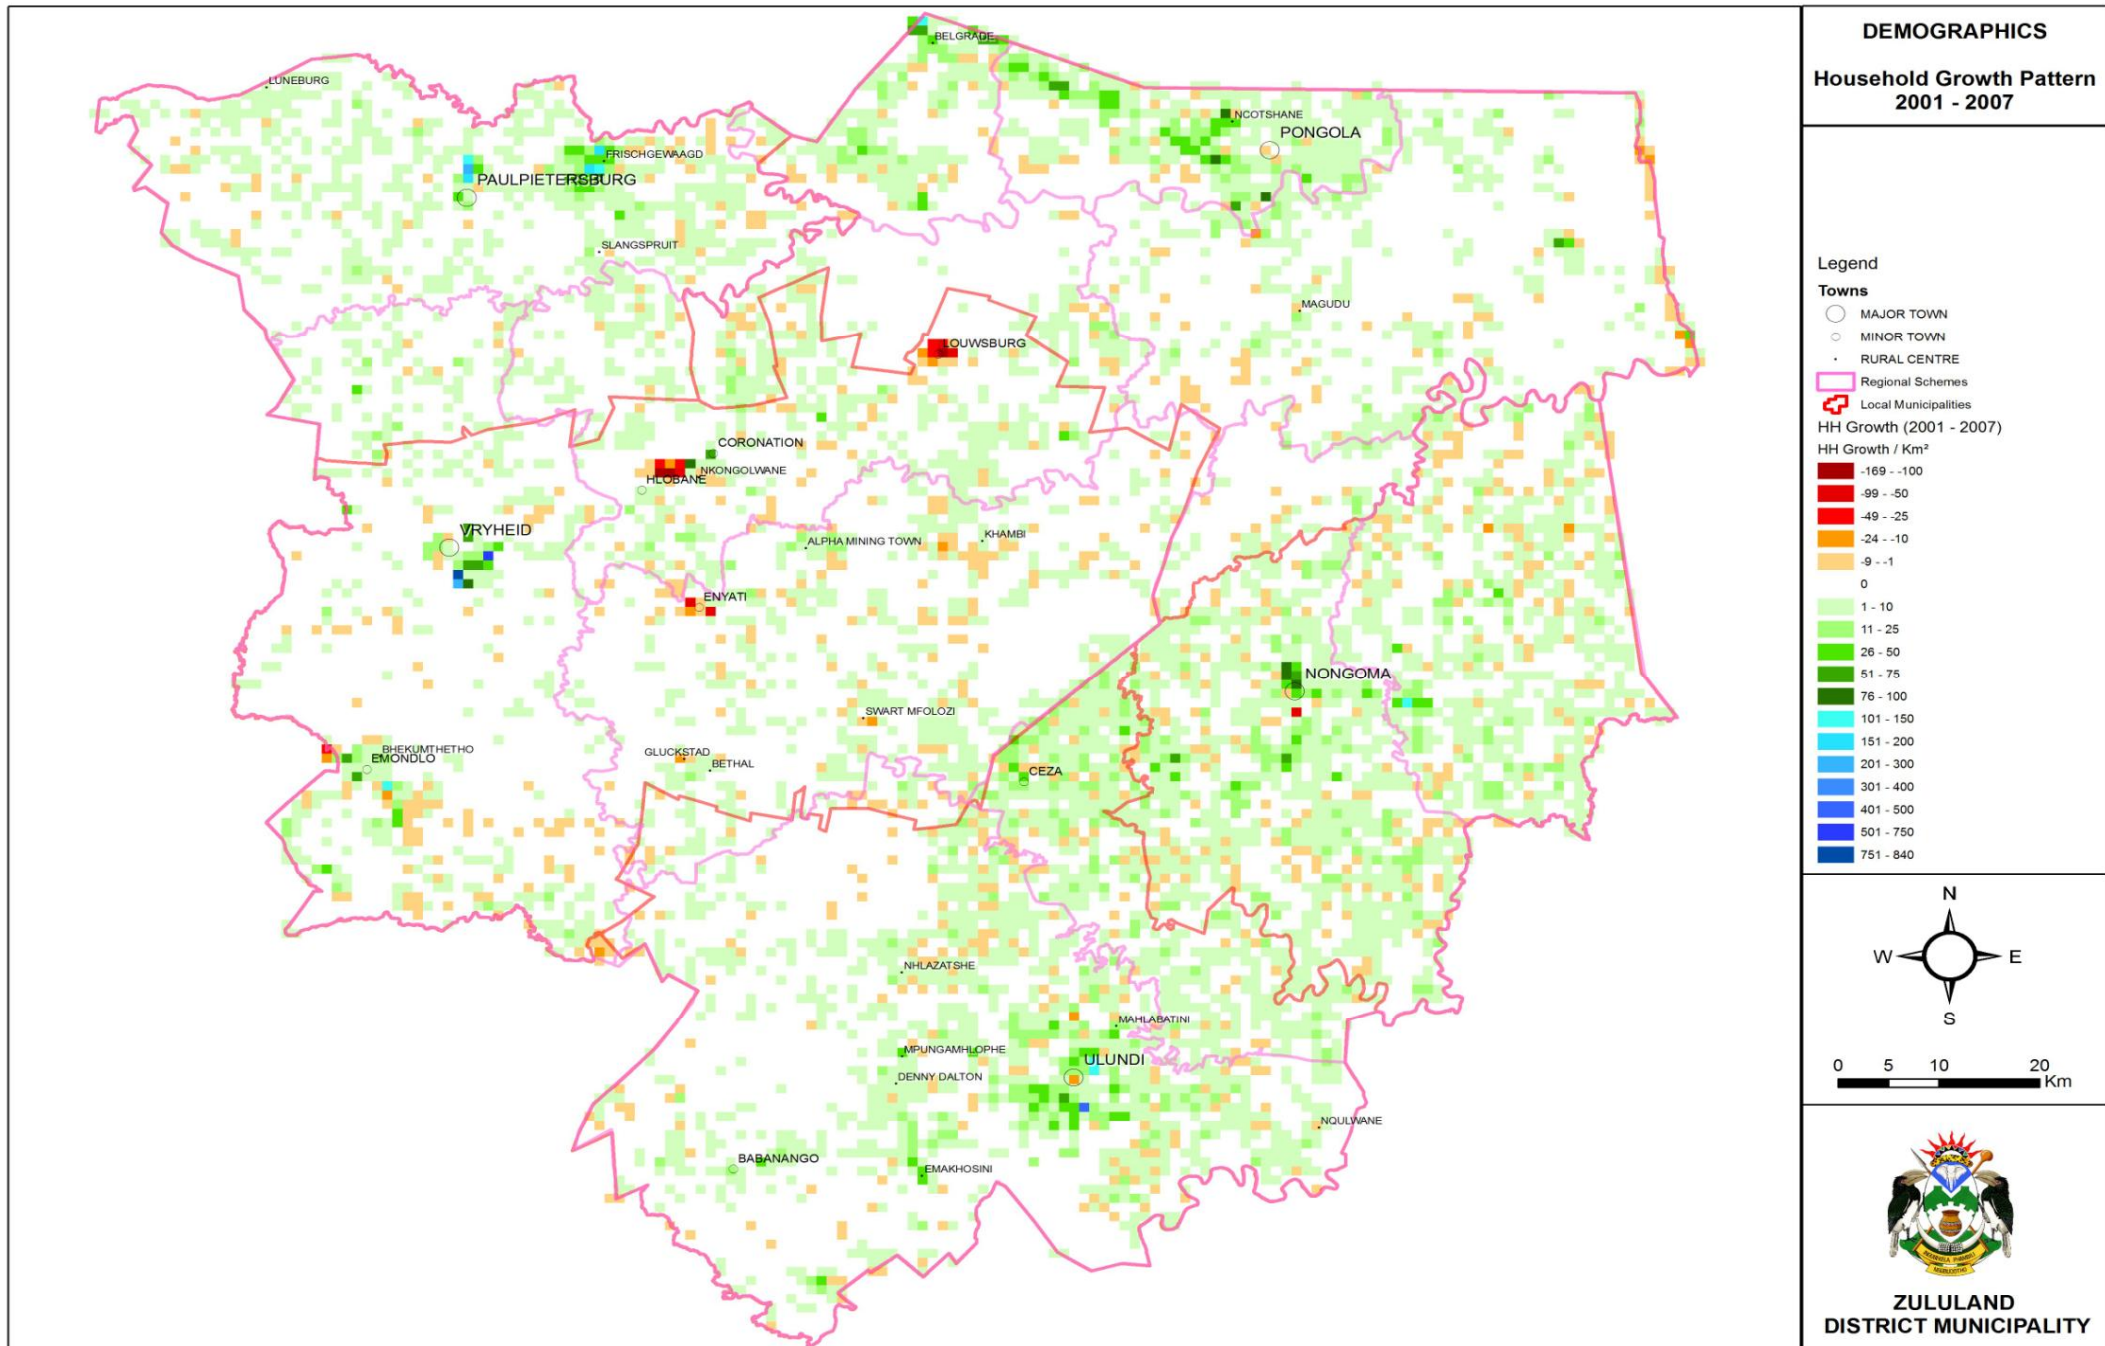 DEMOGRAPHICS
Household Growth Pattern
2001 - 2007
Legend
Towns
MAJOR TOWN
MINOR TOWN
RURAL CENTRE
Regional Schemes
Local Municipalities
HH Growth (2001 - 2007)
HH Growth / Km²
-169 - -100
-99 - -50
-49 - -25
-24 - -10
-9 - -1
0
1 - 10
11 - 25
26 - 50
51 - 75
76 - 100
101 - 150
151 - 200
201 - 300
301 - 400
401 - 500
501 - 750
751 - 840
N
W
E
S
0 5 10 20
Km
ZULULAND
DISTRICT MUNICIPALITY
BELGRADE
LUNEBURG
NCOTSHANE
PONGOLA
FRISCHGEWAAGD
PAULPIETERSBURG
SLANGSPRUIT
MAGUDU
LOUWSBURG
CORONATION
NKONGOLWANE
HLOBANE
VRYHEID
ALPHA MINING TOWN
KHAMBI
ENYATI
NONGOMA
SWART MFOLOZI
BHEKUMTHETHO
EMONDLO
GLUCKSTAD
BETHAL
CEZA
NHLAZATSHE
MAHLABATINI
MPUNGAMHLOPHE
ULUNDI
DENNY DALTON
NQULWANE
BABANANGO
EMAKHOSINI